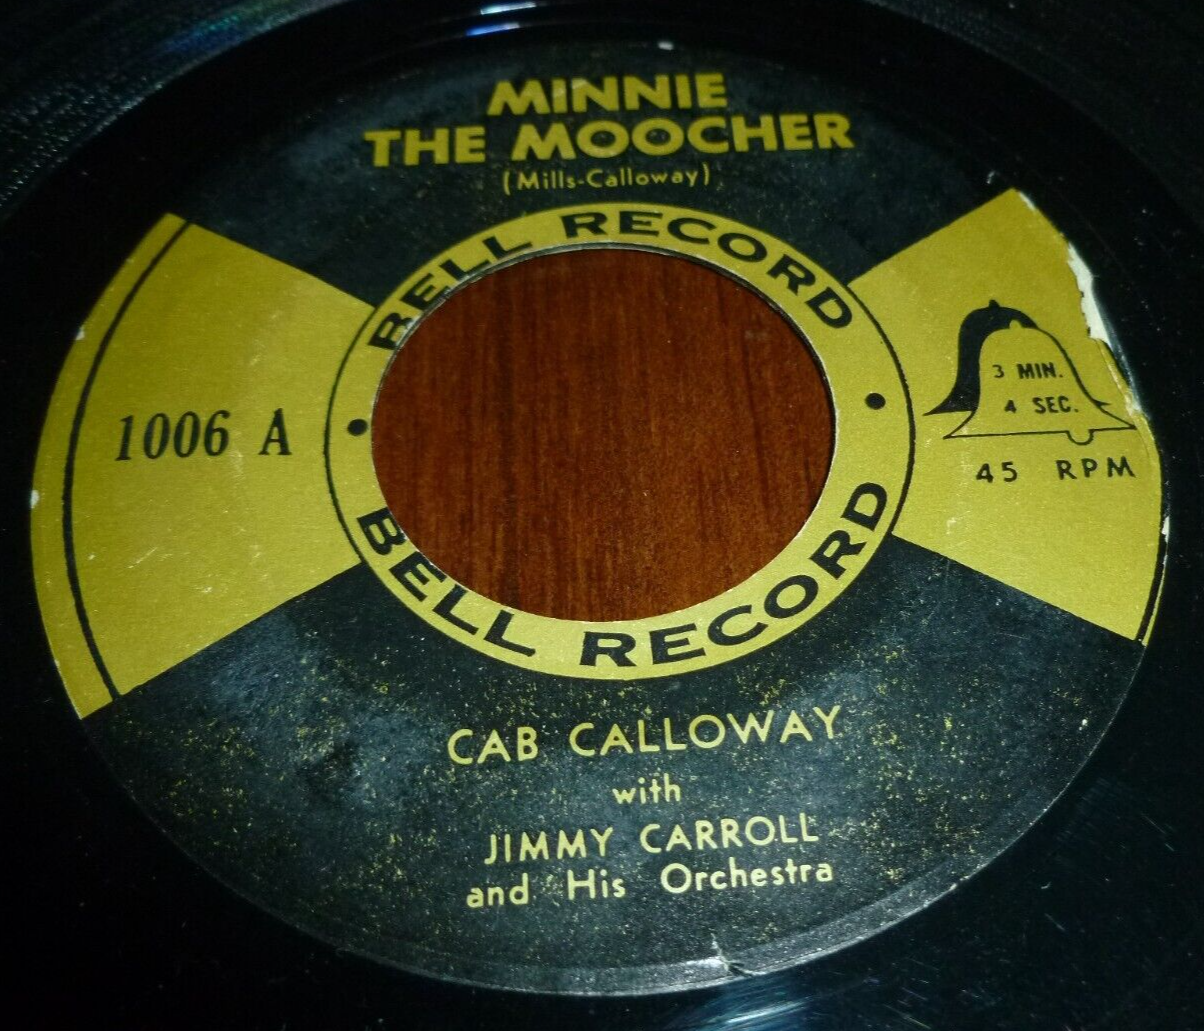 MINNIE
THE MOOCHER
(Mills-Calloway)
BELL RECORD
1006 A
3 MIN.
4 SEC.
45 RPM
BELL RECORD
CAB CALLOWAY
with
JIMMY CARROLL
and His Orchestra